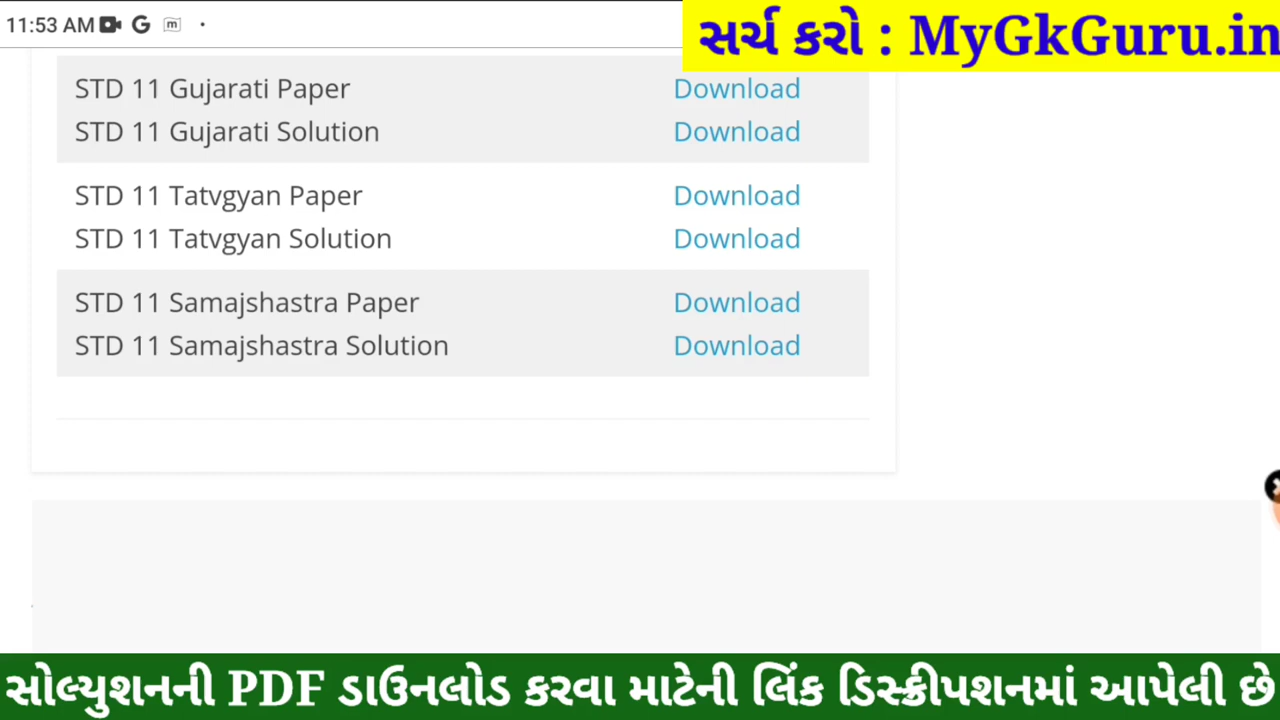 11:53 AM
સર્ચ કરો : MyGkGuru.in
STD 11 Gujarati Paper Download
STD 11 Gujarati Solution Download
STD 11 Tatvgyan Paper Download
STD 11 Tatvgyan Solution Download
STD 11 Samajshastra Paper Download
STD 11 Samajshastra Solution Download
સોલ્યુશનની PDF ડાઉનલોડ કરવા માટેની લિંક ડિસ્ક્રીપશનમાં આપેલી છે